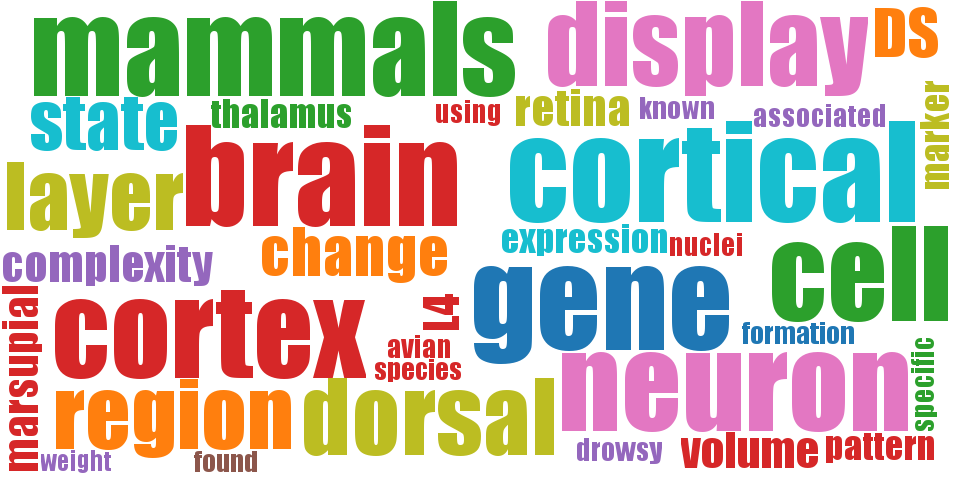 mammals
display
DS
state
thalamus
using
retina
known
associated
marker
layer
brain
cortical
complexity
change
expression
nuclei
gene
cell
marsupial
cortex
L4
avian
species
formation
neuron
specific
region
dorsal
weight
found
drowsy
volume
pattern